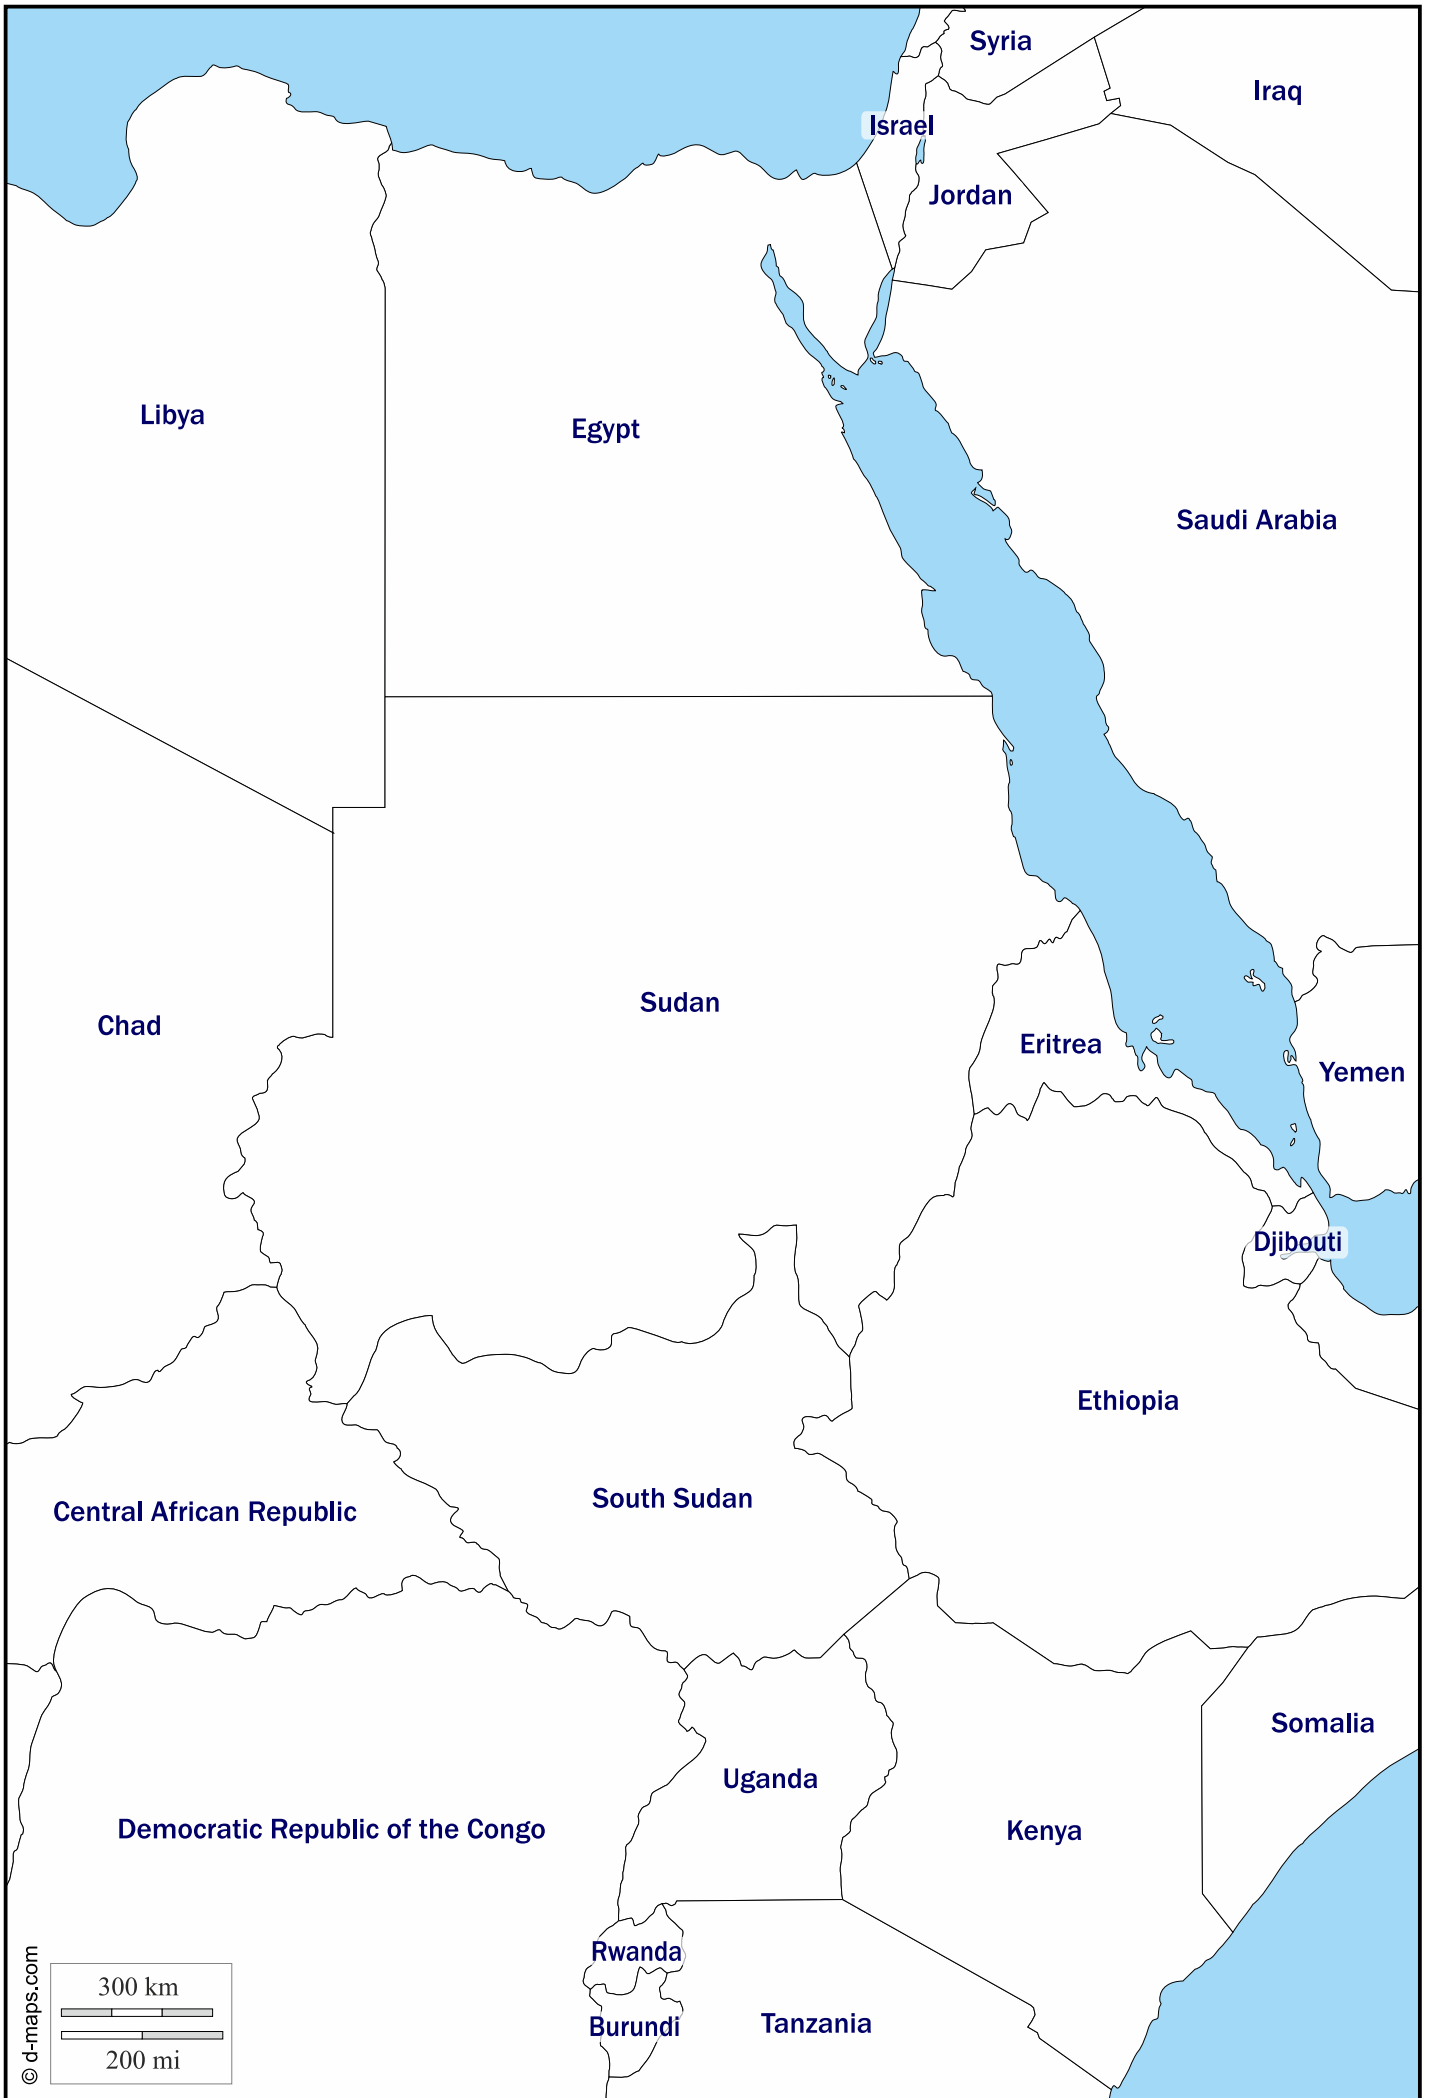 Syria
Iraq
Israel
Jordan
Libya
Egypt
Saudi Arabia
Sudan
Chad
Eritrea
Yemen
Djibouti
Ethiopia
South Sudan
Central African Republic
Somalia
Uganda
Democratic Republic of the Congo
Kenya
Rwanda
Burundi
Tanzania
300 km
200 mi
© d-maps.com